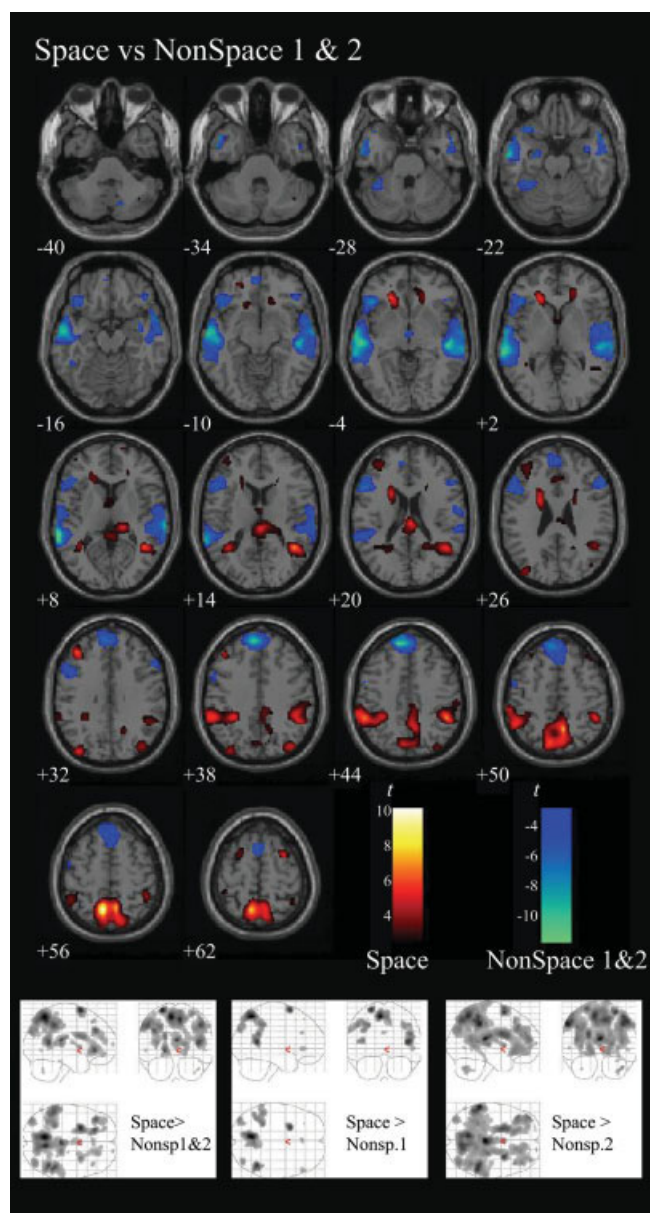 Space vs NonSpace 1 & 2
-40
-34
-28
-22
-16
-10
-4
+2
+8
+14
+20
+26
+32
+38
+44
+50
+56
+62
t
10
8
6
4
Space
t
-4
-6
-8
-10
NonSpace 1&2
Space>
Nonsp1&2
Space >
Nonsp.1
Space >
Nonsp.2